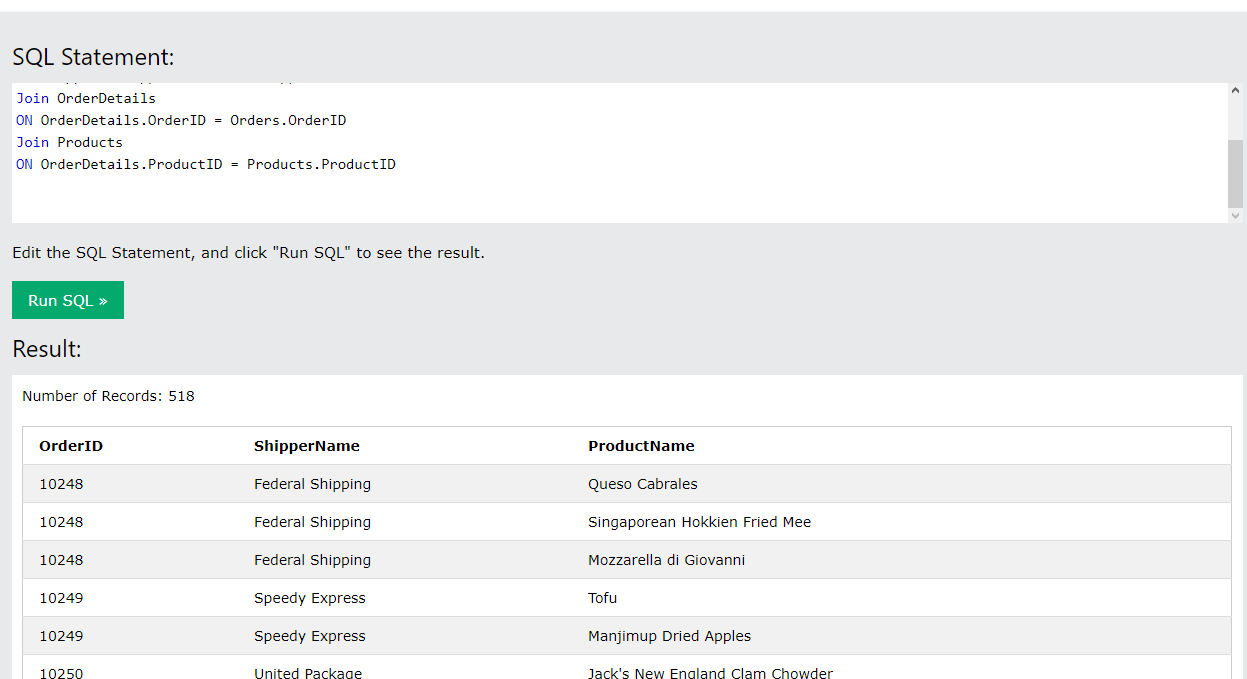 SQL Statement:
Join OrderDetails
ON OrderDetails.OrderID = Orders.OrderID
Join Products
ON OrderDetails.ProductID = Products.ProductID
Edit the SQL Statement, and click "Run SQL" to see the result.
Run SQL »
Result:
Number of Records: 518
OrderID ShipperName ProductName
10248 Federal Shipping Queso Cabrales
10248 Federal Shipping Singaporean Hokkien Fried Mee
10248 Federal Shipping Mozzarella di Giovanni
10249 Speedy Express Tofu
10249 Speedy Express Manjimup Dried Apples
10250 United Package Jack's New England Clam Chowder